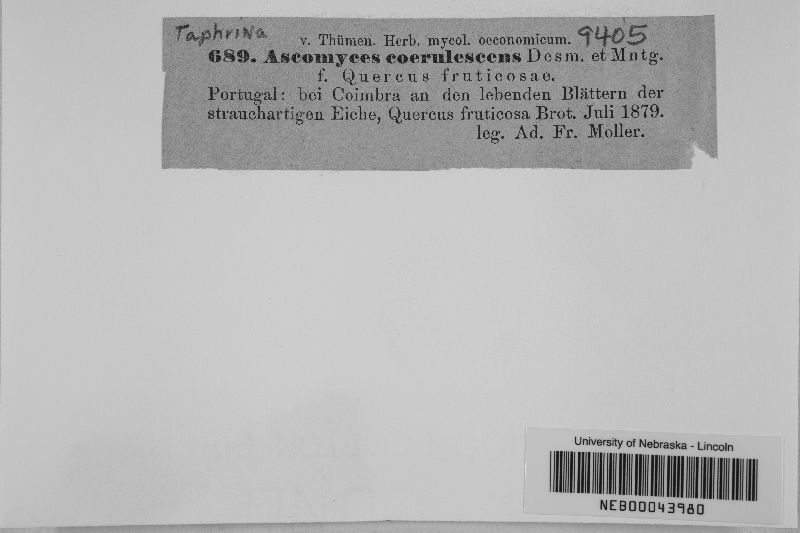 Taphrina
v. Thümen. Herb. mycol. oeconomicum. 9405
689. Ascomyces coerulescens Desm. et Mntg.
f. Quercus fruticosae.
Portugal: bei Coimbra an den lebenden Blättern der
strauchartigen Eiche, Quercus fruticosa Brot. Juli 1879.
leg. Ad. Fr. Moller.
University of Nebraska - Lincoln
NEB00043980